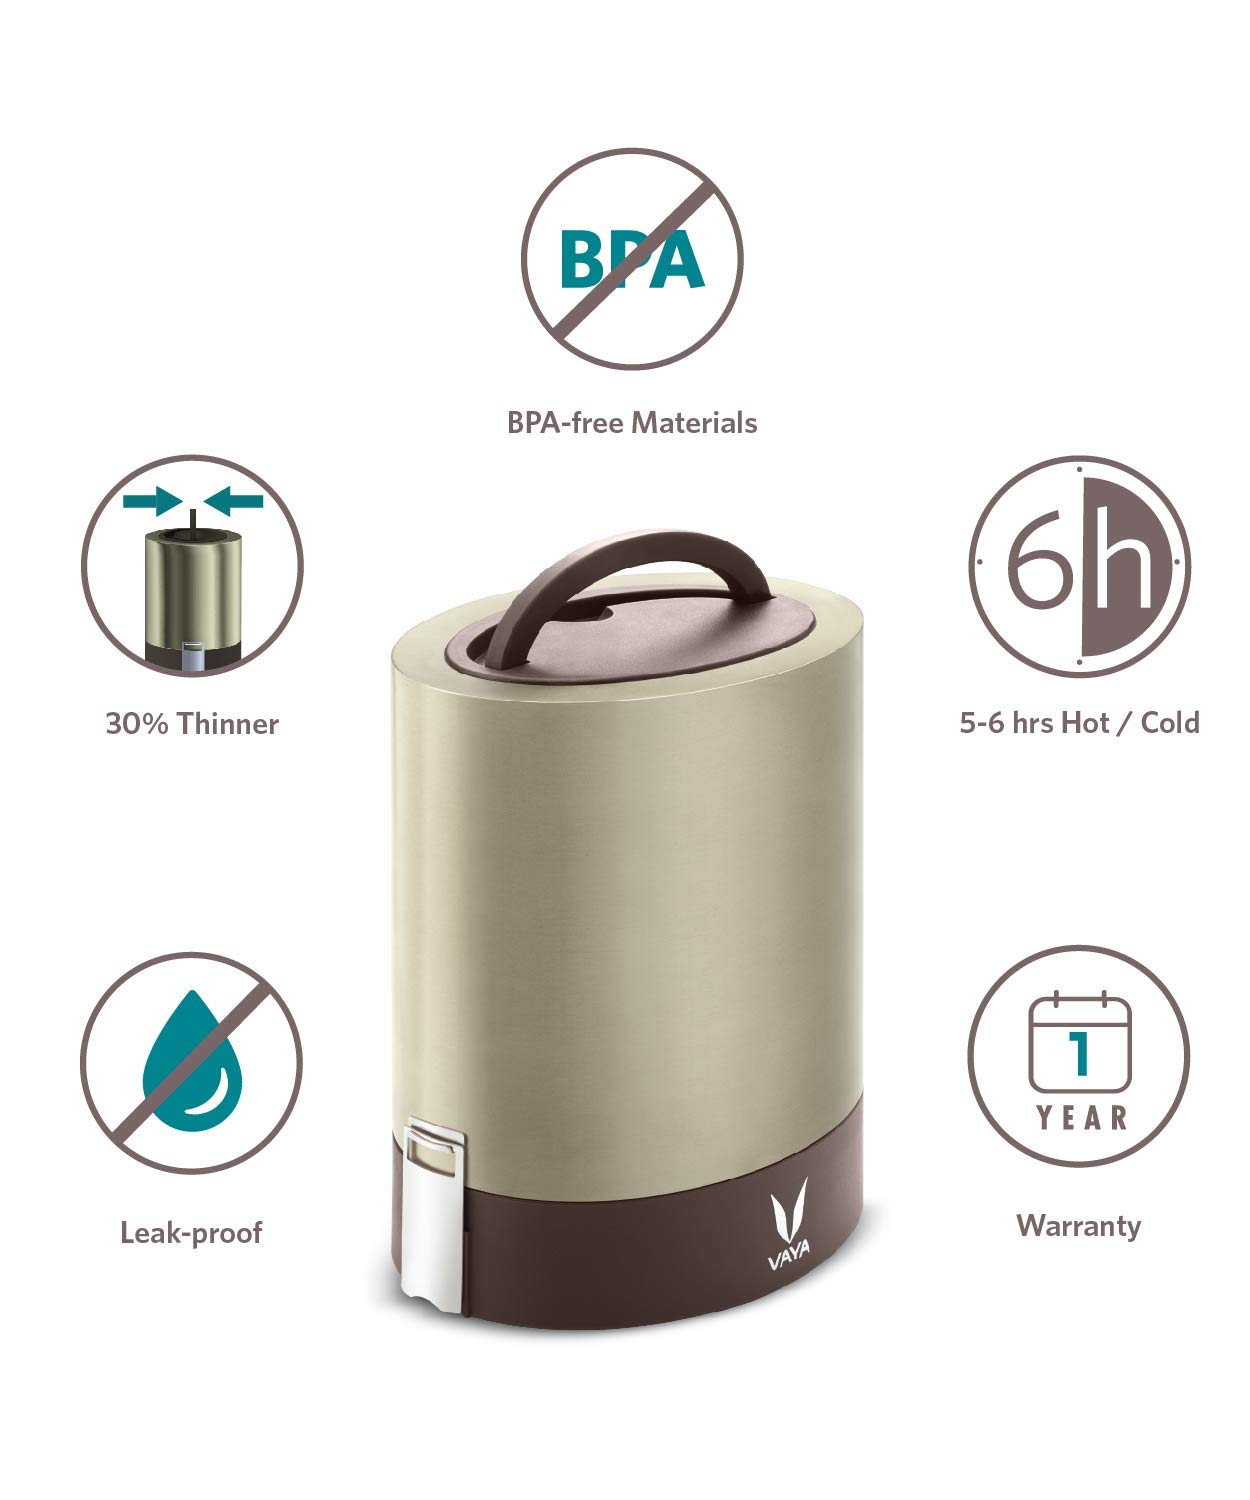 BPA
BPA-free Materials
30% Thinner
6h
5-6 hrs Hot / Cold
Leak-proof
1
YEAR
Warranty
VAYA